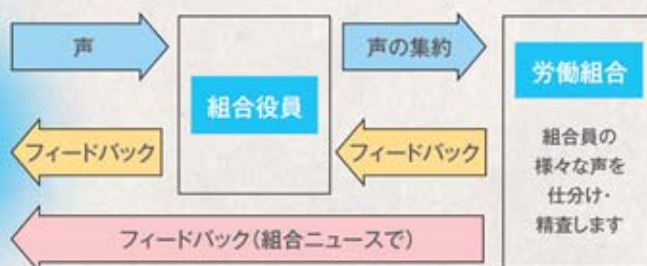 声
組合役員
声の集約
労働組合
組合員の
様々な声を
仕分け・
精査します
フィードバック
フィードバック
フィードバック(組合ニュースで)